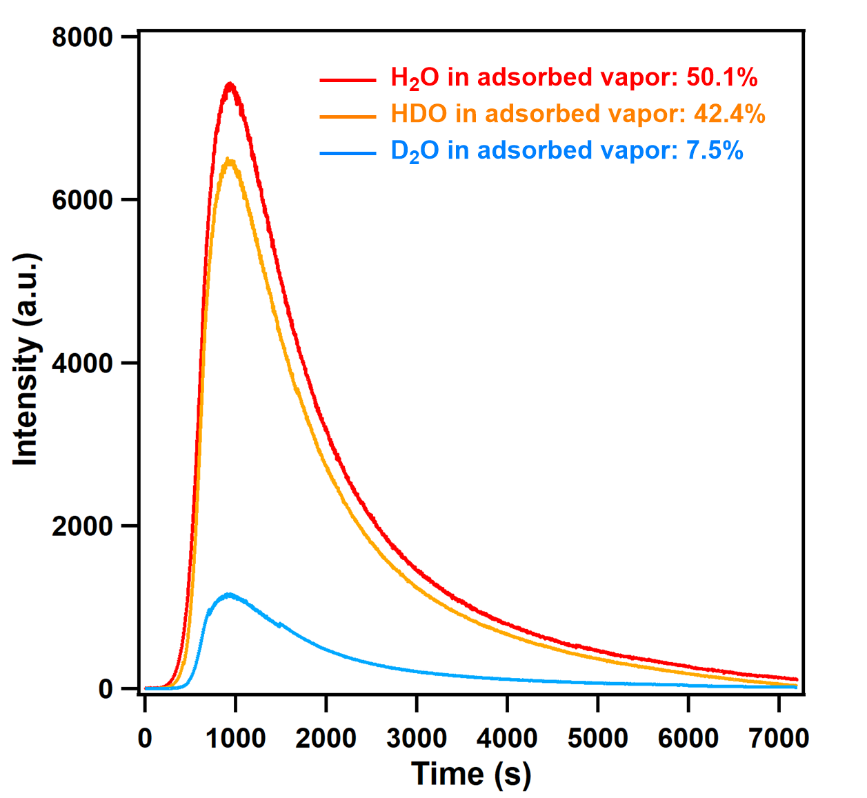 H₂O in adsorbed vapor: 50.1%
HDO in adsorbed vapor: 42.4%
D₂O in adsorbed vapor: 7.5%
Intensity (a.u.)
8000
6000
4000
2000
0
0 1000 2000 3000 4000 5000 6000 7000
Time (s)